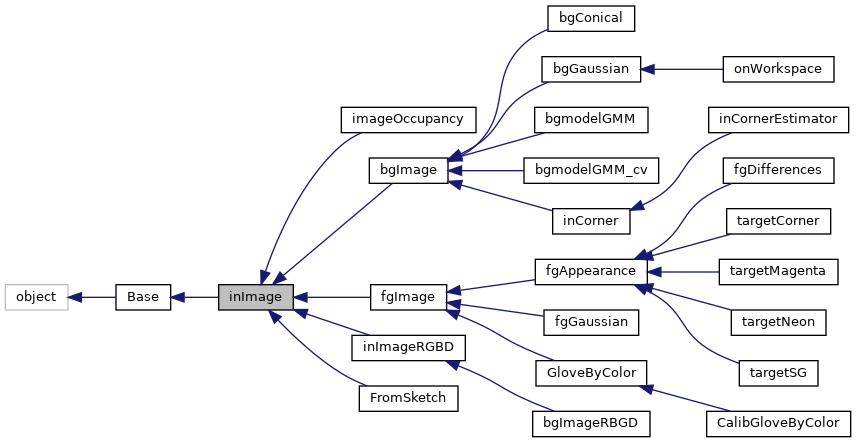 object
Base
inImage
imageOccupancy
bgImage
fgImage
inImageRGBD
FromSketch
bgConical
bgGaussian
bgmodelGMM
bgmodelGMM_cv
inCorner
fgAppearance
fgGaussian
GloveByColor
bgImageRBGD
onWorkspace
inCornerEstimator
fgDifferences
targetCorner
targetMagenta
targetNeon
targetSG
CalibGloveByColor